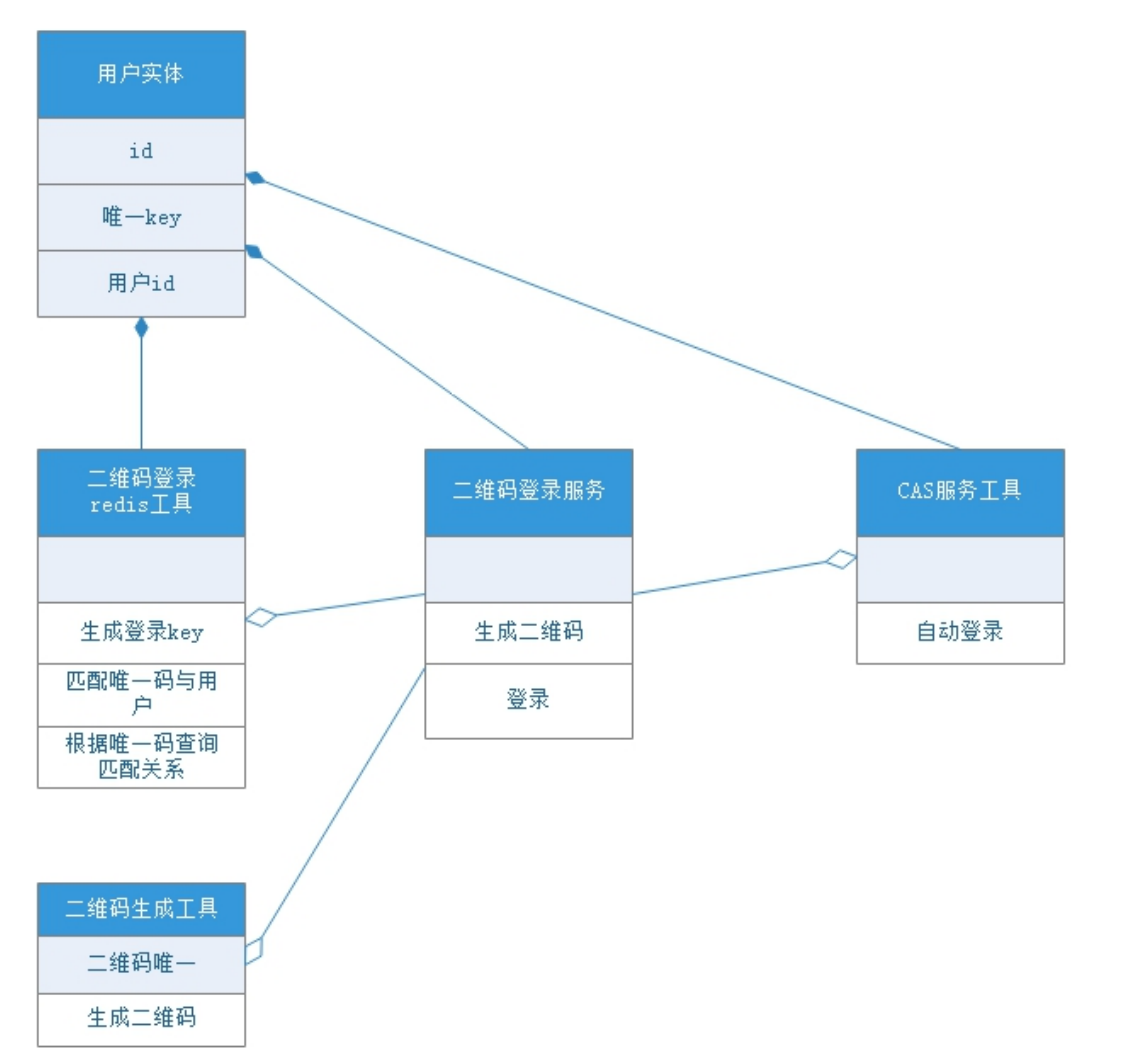 用户实体
id
唯一key
用户id
二维码登录
redis工具
生成登录key
匹配唯一码与用
户
根据唯一码查询
匹配关系
二维码登录服务
生成二维码
登录
CAS服务工具
自动登录
二维码生成工具
二维码唯一
生成二维码